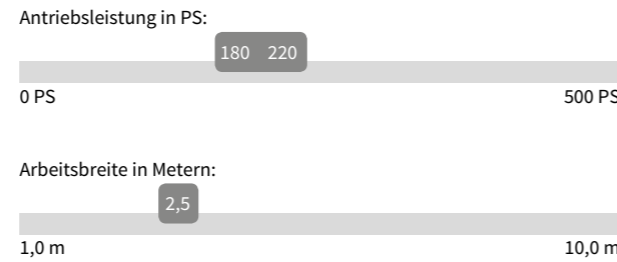 Antriebsleistung in PS:
180 220
0 PS 500 PS
Arbeitsbreite in Metern:
2,5
1,0 m 10,0 m